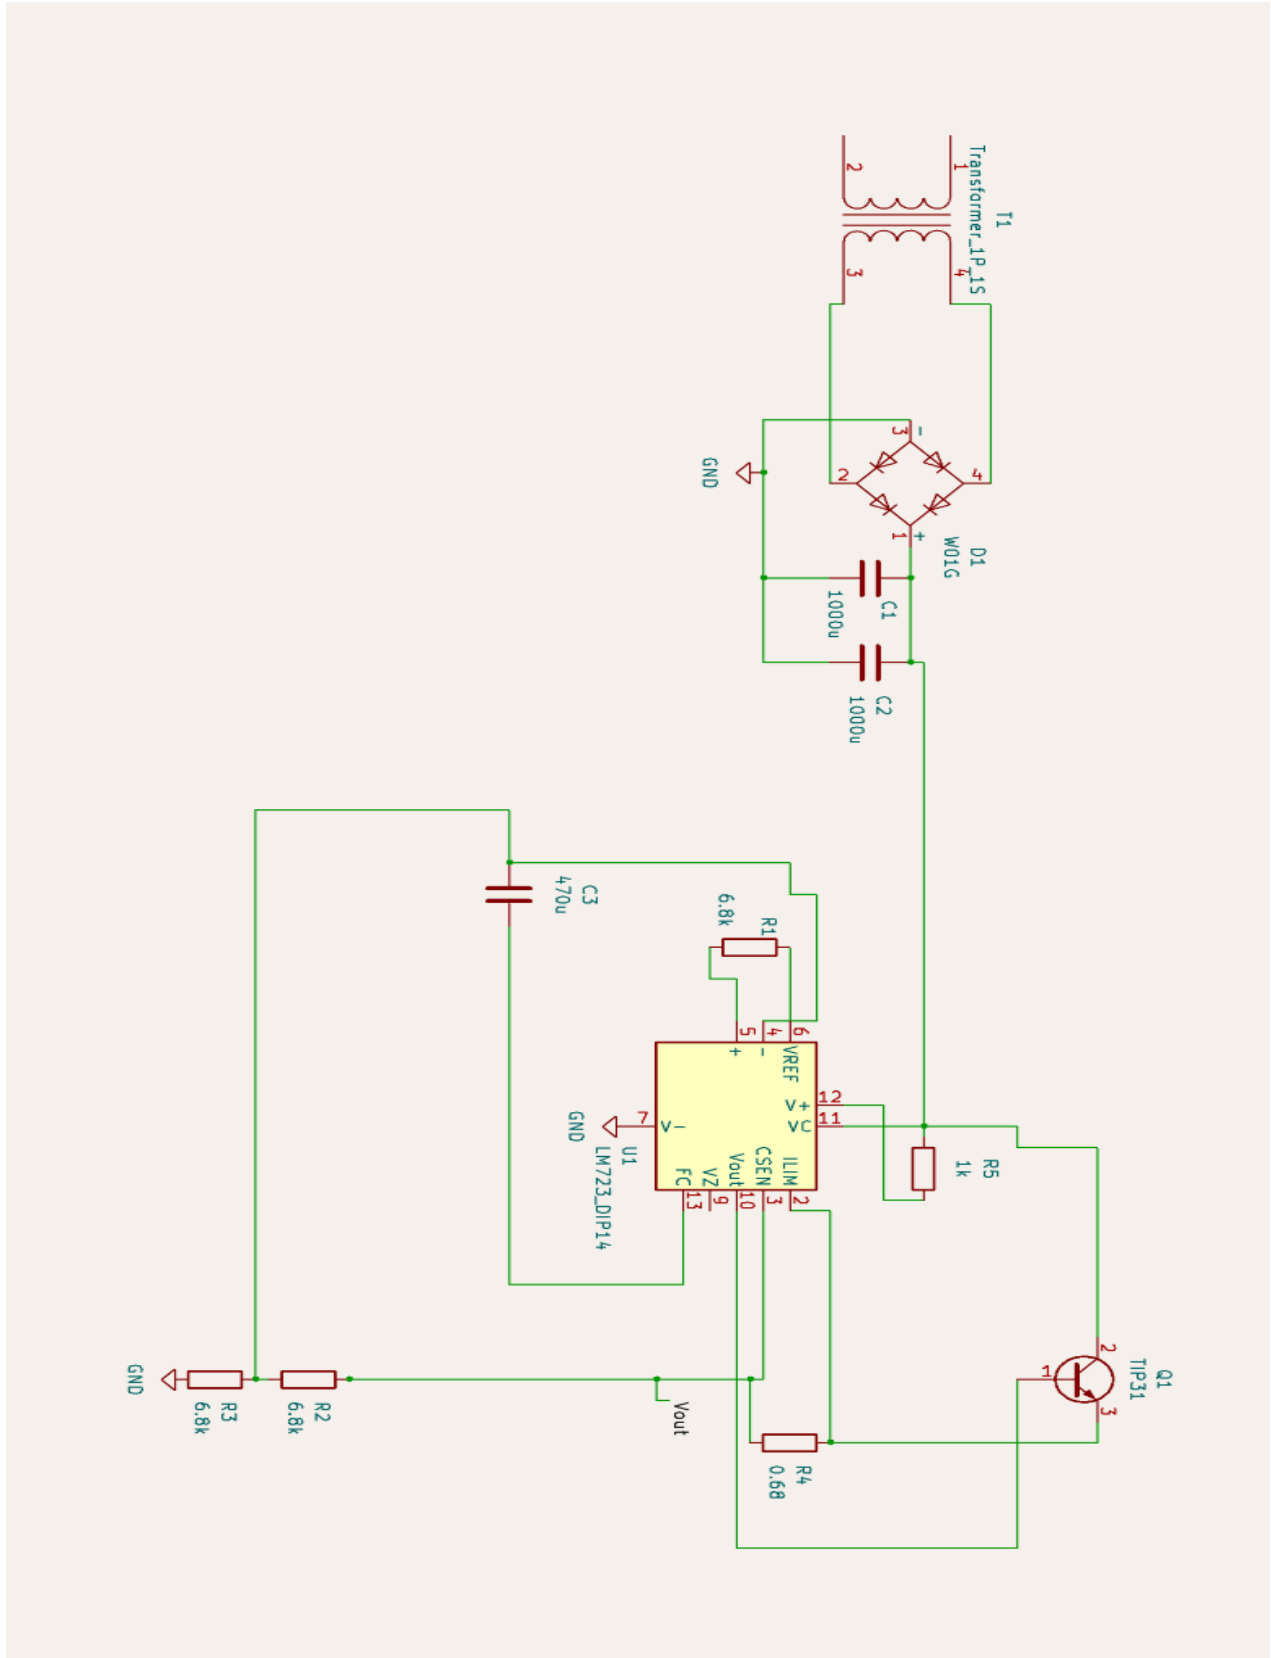 T1
Transformer_1P_1S
1
2
3
4
D1
W01G
3
-
2
4
1
+
GND
C1
1000u
C2
1000u
C3
470u
R1
6.8k
5
4
6
+
-
VREF
V+
12
VC
11
7
V-
GND
U1
LM723_DIP14
FC
VZ
Vout
CSEN
ILIM
13
9
10
3
2
R5
1k
Q1
TIP31
1
2
3
R4
0.68
Vout
R2
6.8k
R3
6.8k
GND